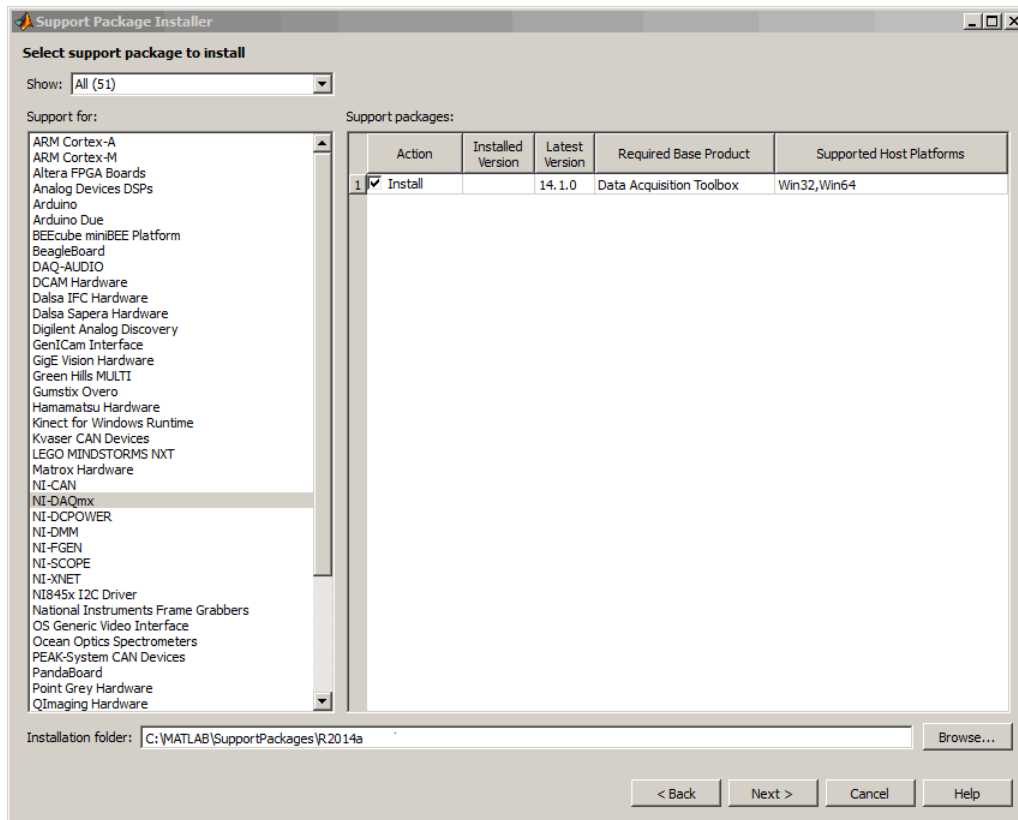 Support Package Installer
Select support package to install
Show: All (51)
Support for:
ARM Cortex-A
ARM Cortex-M
Altera FPGA Boards
Analog Devices DSPs
Arduino
Arduino Due
BEEcube miniBEE Platform
BeagleBoard
DAQ-AUDIO
DCAM Hardware
Dalsa IFC Hardware
Dalsa Sapera Hardware
Digilent Analog Discovery
GenICam Interface
GigE Vision Hardware
Green Hills MULTI
Gumstix Overo
Hamamatsu Hardware
Kinect for Windows Runtime
Kvaser CAN Devices
LEGO MINDSTORMS NXT
Matrox Hardware
NI-CAN
NI-DAQmx
NI-DCPOWER
NI-DMM
NI-FGEN
NI-SCOPE
NI-XNET
NI845x I2C Driver
National Instruments Frame Grabbers
OS Generic Video Interface
Ocean Optics Spectrometers
PEAK-System CAN Devices
PandaBoard
Point Grey Hardware
QImaging Hardware
Support packages:
Action Installed Version Latest Version Required Base Product Supported Host Platforms
1 Install 14.1.0 Data Acquisition Toolbox Win32,Win64
Installation folder: C:\MATLAB\SupportPackages\R2014a Browse...
< Back Next > Cancel Help